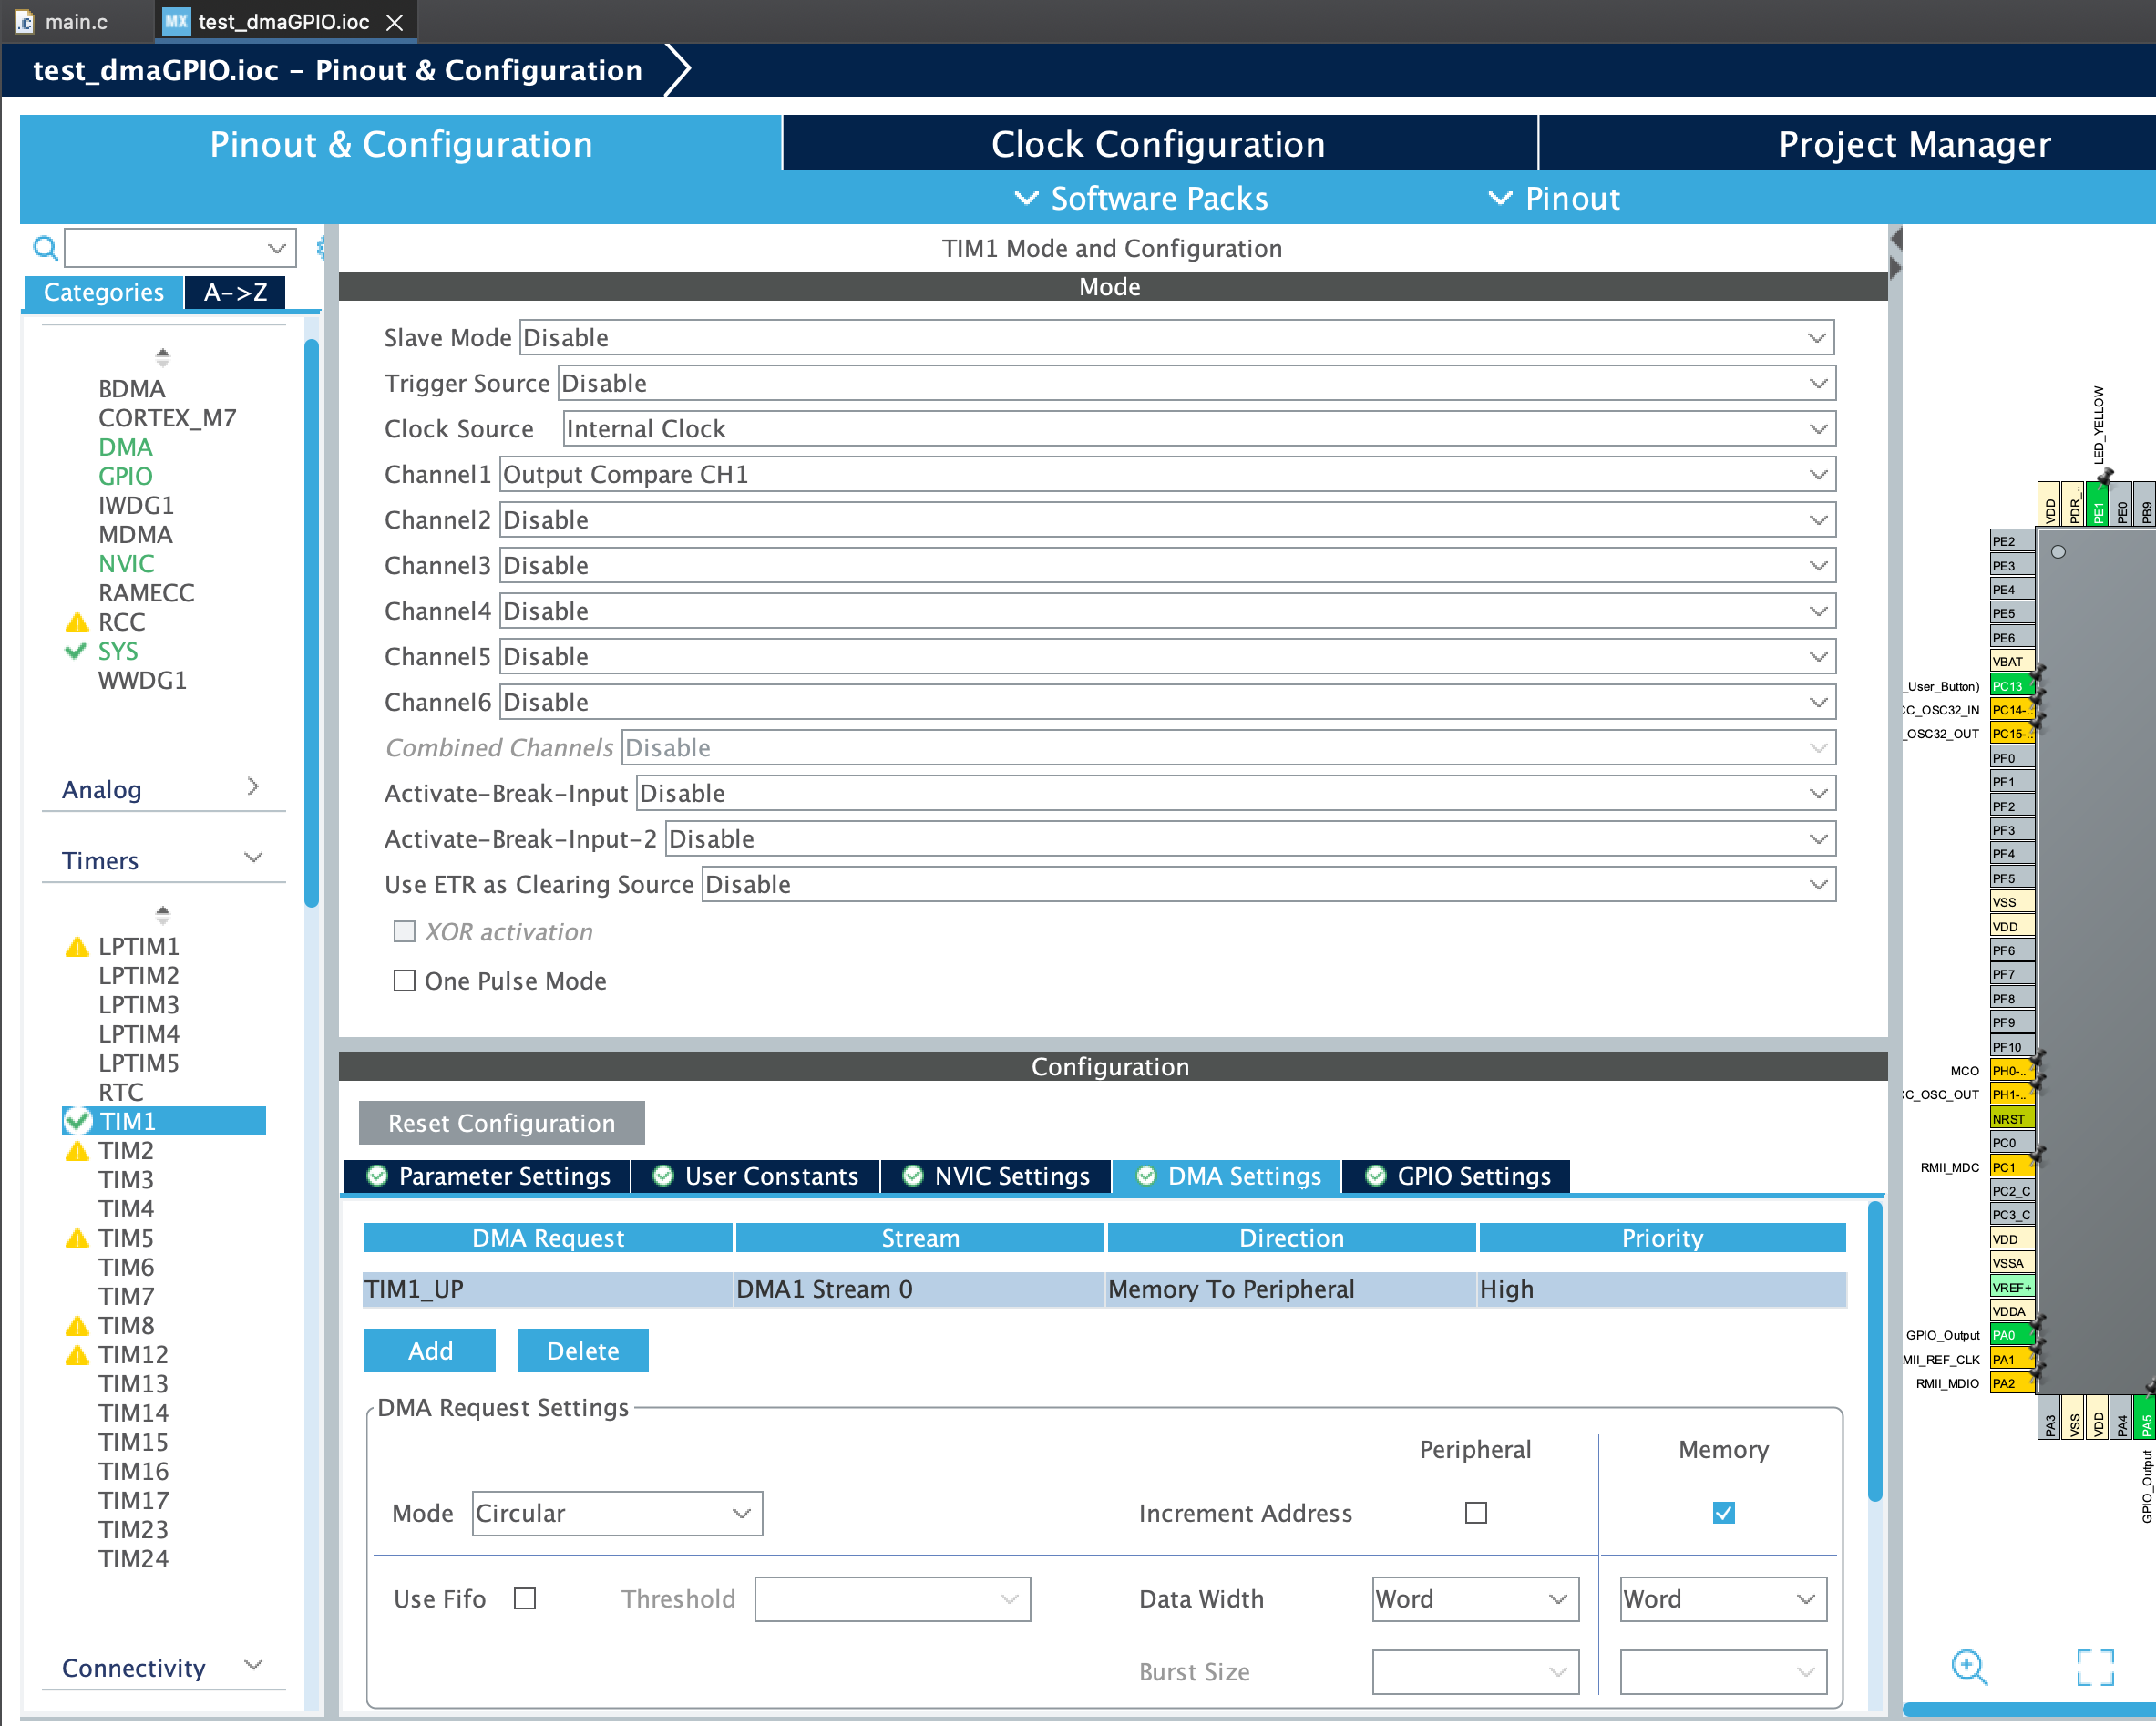 main.c
MX test_dmaGPIO.ioc
test_dmaGPIO.ioc - Pinout & Configuration
Pinout & Configuration
Clock Configuration
Project Manager
Software Packs
Pinout
Categories
A->Z
BDMA
CORTEX_M7
DMA
GPIO
IWDG1
MDMA
NVIC
RAMECC
RCC
SYS
WWDG1
Analog
Timers
LPTIM1
LPTIM2
LPTIM3
LPTIM4
LPTIM5
RTC
TIM1
TIM2
TIM3
TIM4
TIM5
TIM6
TIM7
TIM8
TIM12
TIM13
TIM14
TIM15
TIM16
TIM17
TIM23
TIM24
Connectivity
TIM1 Mode and Configuration
Mode
Slave Mode Disable
Trigger Source Disable
Clock Source Internal Clock
Channel1 Output Compare CH1
Channel2 Disable
Channel3 Disable
Channel4 Disable
Channel5 Disable
Channel6 Disable
Combined Channels Disable
Activate-Break-Input Disable
Activate-Break-Input-2 Disable
Use ETR as Clearing Source Disable
XOR activation
One Pulse Mode
Configuration
Reset Configuration
Parameter Settings
User Constants
NVIC Settings
DMA Settings
GPIO Settings
DMA Request Stream Direction Priority
TIM1_UP DMA1 Stream 0 Memory To Peripheral High
Add
Delete
DMA Request Settings
Peripheral Memory
Mode Circular Increment Address
Use Fifo Threshold Data Width Word Word
Burst Size
LED_YELLOW
VDD
PDR_..
PE1
PE0
PB9
PE2
PE3
PE4
PE5
PE6
VBAT
_User_Button) PC13
CC_OSC32_IN PC14-..
_OSC32_OUT PC15-..
PF0
PF1
PF2
PF3
PF4
PF5
VSS
VDD
PF6
PF7
PF8
PF9
PF10
MCO PH0-..
CC_OSC_OUT PH1-..
NRST
PC0
RMII_MDC PC1
PC2_C
PC3_C
VDD
VSSA
VREF+
VDDA
GPIO_Output PA0
MII_REF_CLK PA1
RMII_MDIO PA2
PA3
VSS
VDD
PA4
PA5
GPIO_Output